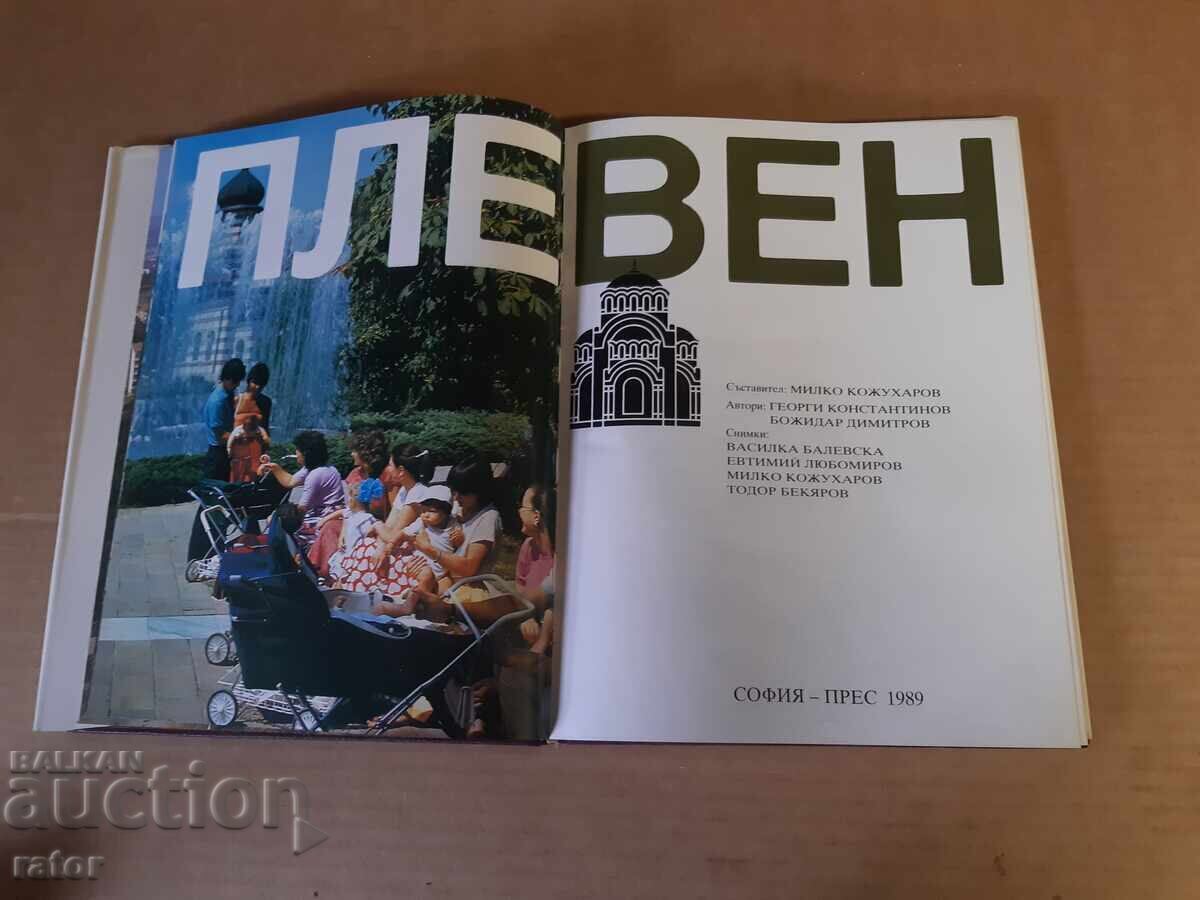 ПЛЕВЕН
Съставител: МИЛКО КОЖУХАРОВ
Автори: ГЕОРГИ КОНСТАНТИНОВ
БОЖИДАР ДИМИТРОВ
Снимки:
ВАСИЛКА БАЛЕВСКА
ЕВТИМИЙ ЛЮБОМИРОВ
МИЛКО КОЖУХАРОВ
ТОДОР БЕКЯРОВ
СОФИЯ – ПРЕС 1989
BALKAN
auction
rator